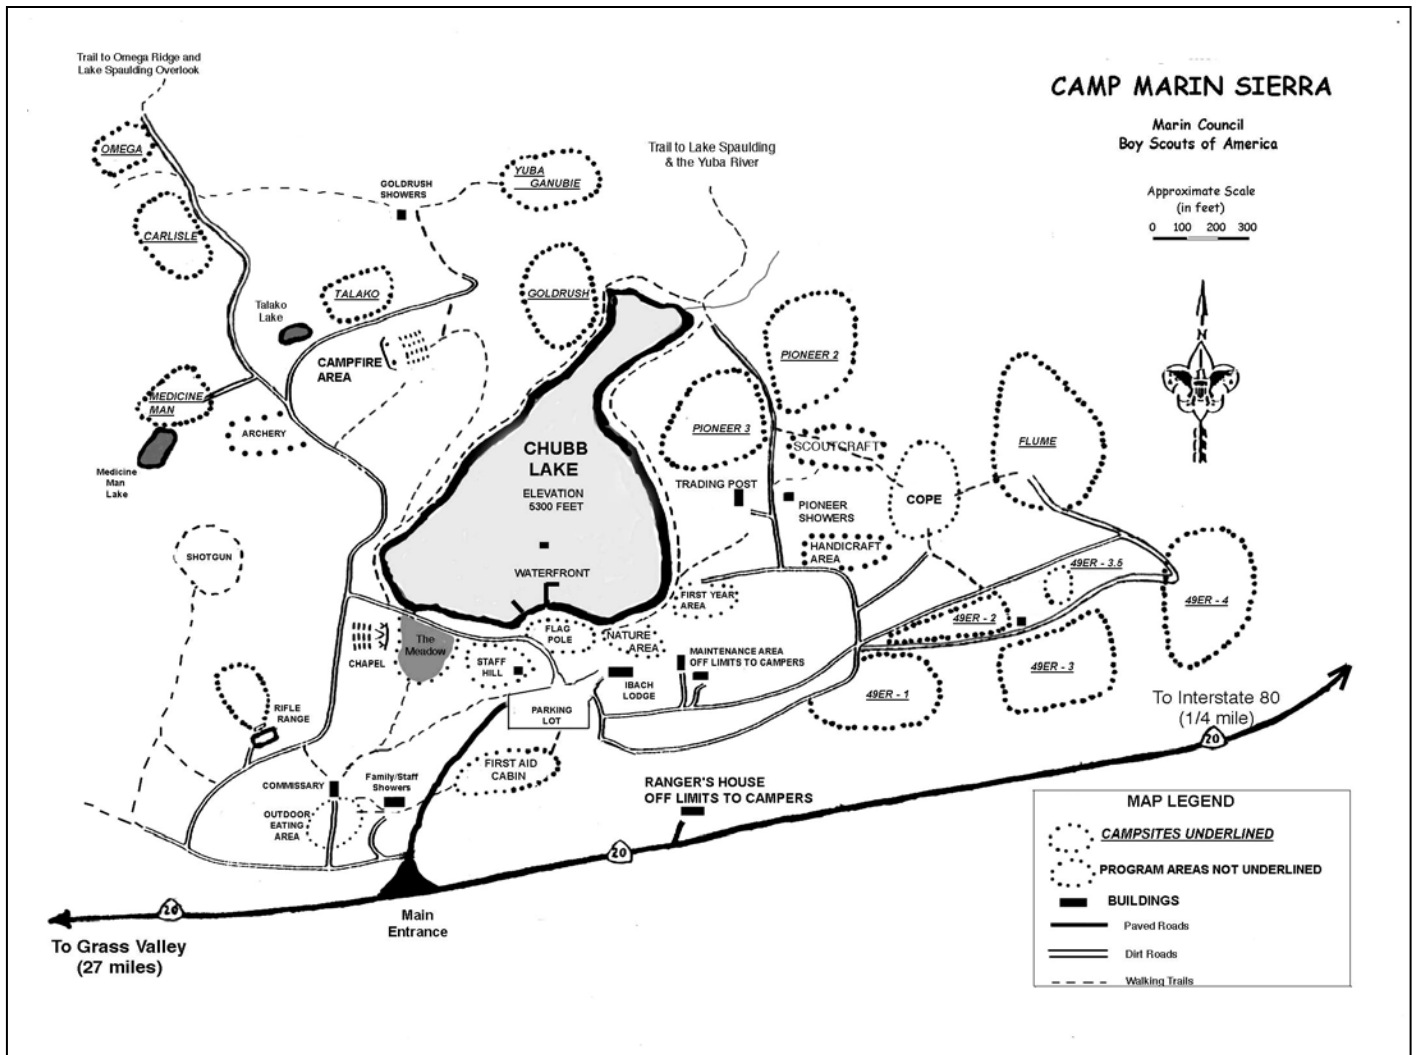 Trail to Omega Ridge and
Lake Spaulding Overlook
CAMP MARIN SIERRA
Marin Council
Boy Scouts of America
Approximate Scale
(in feet)
0 100 200 300
N
Trail to Lake Spaulding
& the Yuba River
OMEGA
YUBA
GANUBIE
GOLDRUSH
SHOWERS
CARLISLE
TALAKO
GOLDRUSH
Talako
Lake
CAMPFIRE
AREA
PIONEER 2
MEDICINE
MAN
ARCHERY
PIONEER 3
SCOUTCRAFT
FLUME
CHUBB
LAKE
ELEVATION
5300 FEET
Medicine
Man
Lake
TRADING POST
COPE
PIONEER
SHOWERS
SHOTGUN
HANDICRAFT
AREA
WATERFRONT
49ER - 3.5
FIRST YEAR
AREA
49ER - 4
49ER - 2
FLAG
POLE
NATURE
AREA
The
Meadow
CHAPEL
STAFF
HILL
MAINTENANCE AREA
OFF LIMITS TO CAMPERS
49ER - 3
IBACH
LODGE
49ER - 1
To Interstate 80
(1/4 mile)
RIFLE
RANGE
PARKING
LOT
20
FIRST AID
CABIN
COMMISSARY
Family/Staff
Showers
RANGER'S HOUSE
OFF LIMITS TO CAMPERS
OUTDOOR
EATING
AREA
20
20
Main
Entrance
To Grass Valley
(27 miles)
MAP LEGEND
CAMPSITES UNDERLINED
PROGRAM AREAS NOT UNDERLINED
BUILDINGS
Paved Roads
Dirt Roads
Walking Trails